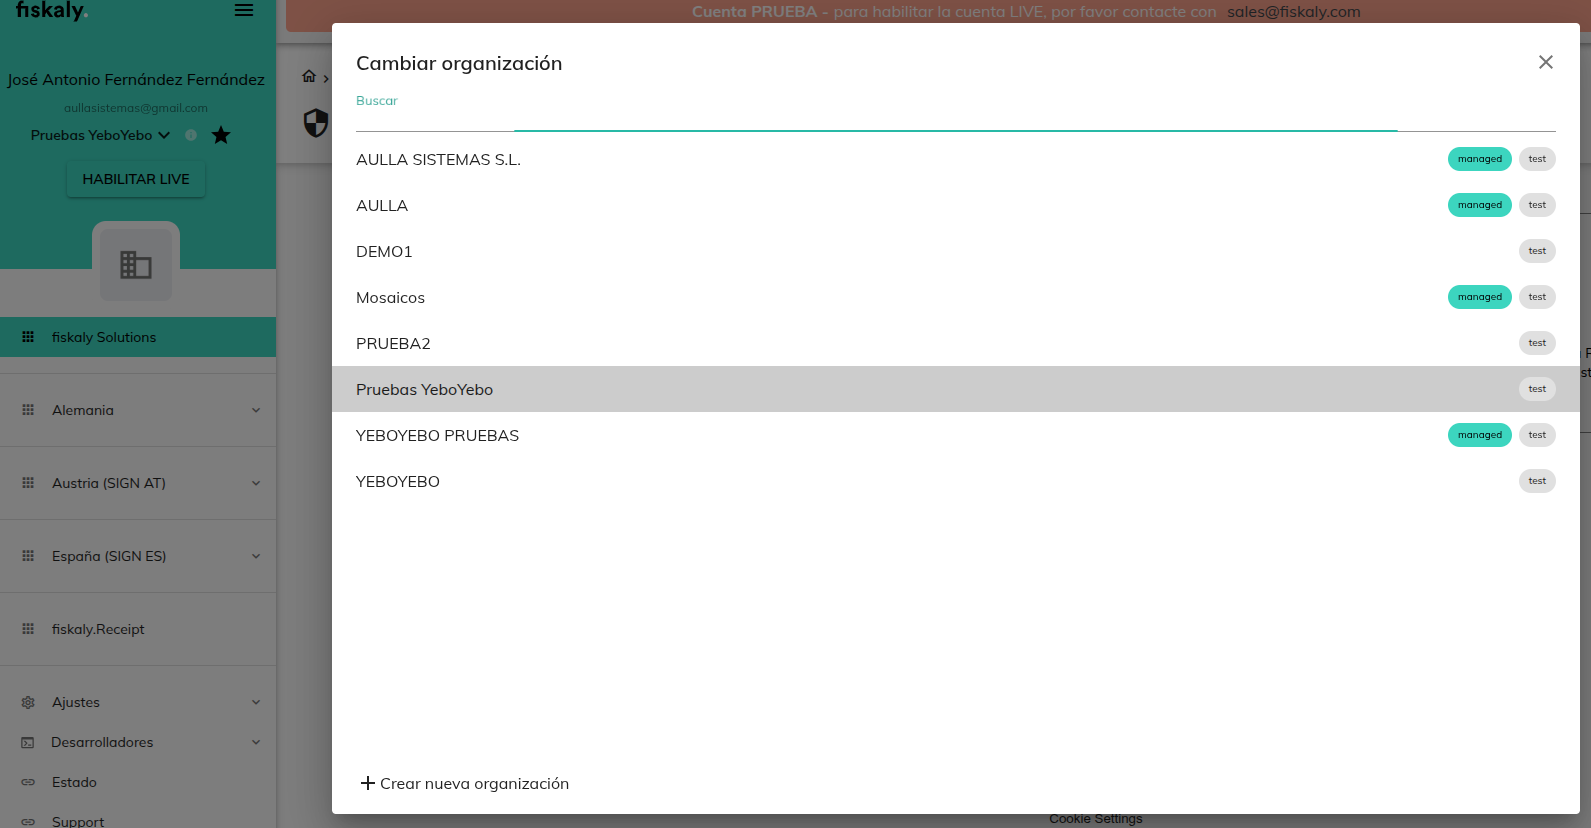 fiskaly.
José Antonio Fernández Fernández
aullasistemas@gmail.com
Pruebas YeboYebo
HABILITAR LIVE
fiskaly Solutions
Alemania
Austria (SIGN AT)
España (SIGN ES)
fiskaly.Receipt
Ajustes
Desarrolladores
Estado
Support
Cuenta PRUEBA - para habilitar la cuenta LIVE, por favor contacte con sales@fiskaly.com
Cambiar organización
Buscar
AULLA SISTEMAS S.L. managed test
AULLA managed test
DEMO1 test
Mosaicos managed test
PRUEBA2 test
Pruebas YeboYebo test
YEBOYEBO PRUEBAS managed test
YEBOYEBO test
Crear nueva organización
Cookie Settings